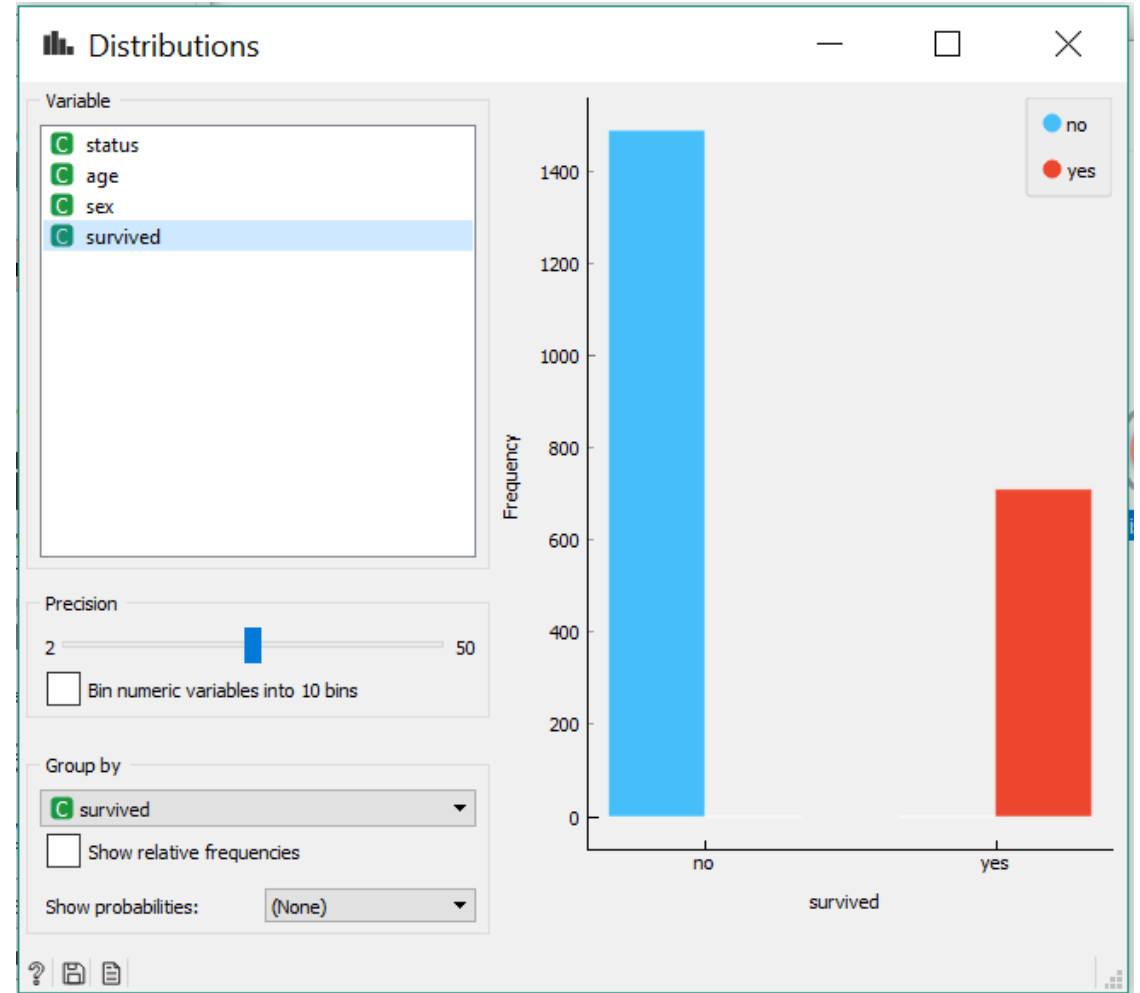 Distributions
Variable
C status
C age
C sex
C survived
Precision
2 50
Bin numeric variables into 10 bins
Group by
C survived
Show relative frequencies
Show probabilities: (None)
?
no
yes
1400
1200
1000
800
600
400
200
0
Frequency
no yes
survived